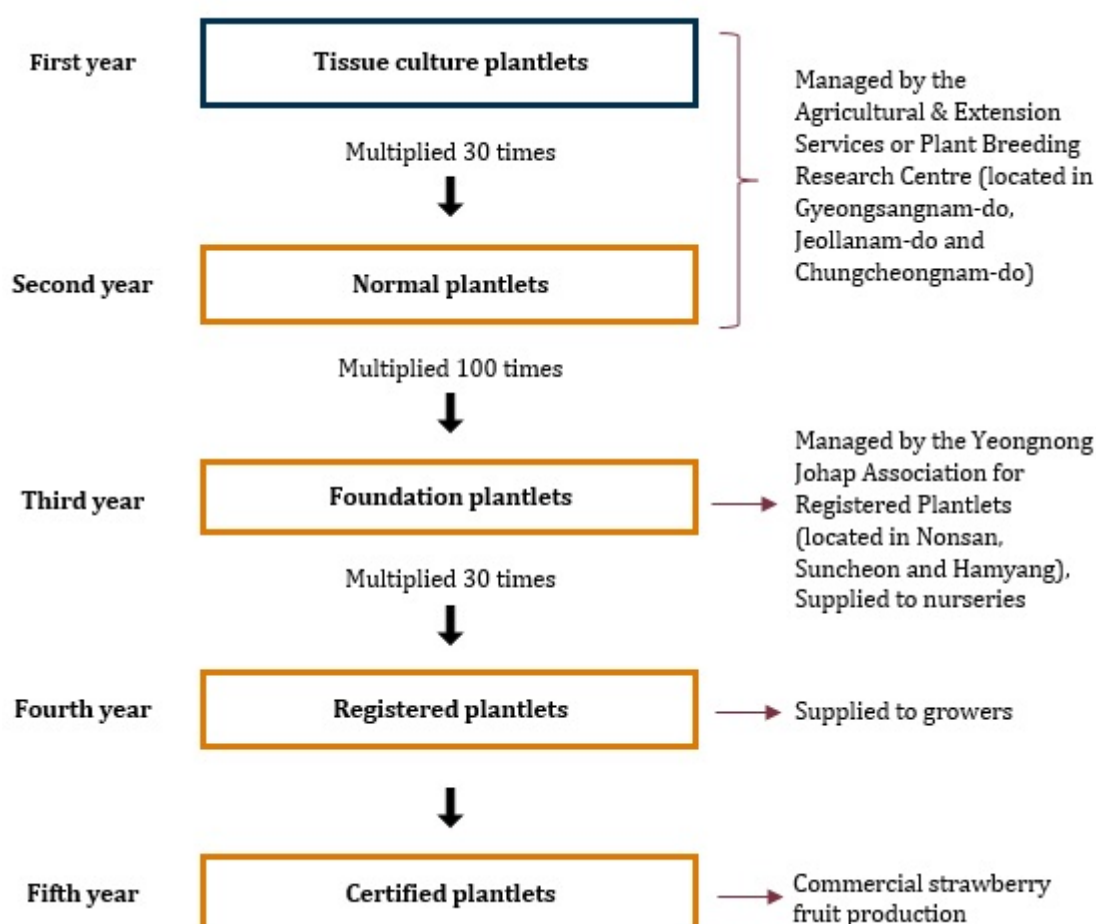 First year
Tissue culture plantlets
Managed by the
Agricultural & Extension
Services or Plant Breeding
Research Centre (located in
Gyeongsangnam-do,
Jeollanam-do and
Chungcheongnam-do)
Multiplied 30 times
Second year
Normal plantlets
Multiplied 100 times
Third year
Foundation plantlets
Managed by the Yeongnong
Johap Association for
Registered Plantlets
(located in Nonsan,
Suncheon and Hamyang),
Supplied to nurseries
Multiplied 30 times
Fourth year
Registered plantlets
Supplied to growers
Fifth year
Certified plantlets
Commercial strawberry
fruit production